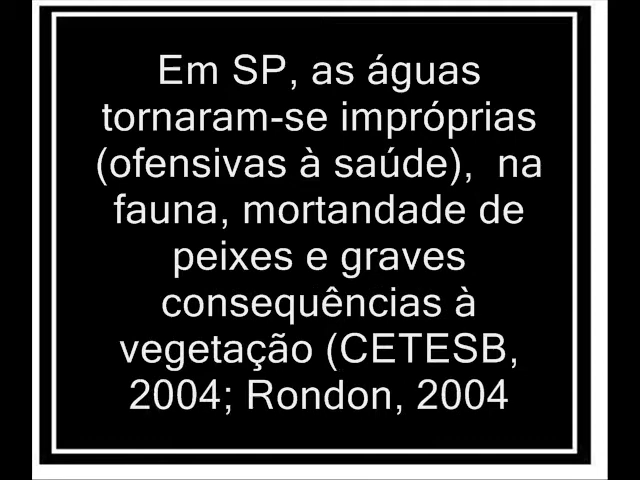 Em SP, as águas
tornaram-se impróprias
(ofensivas à saúde),  na
fauna, mortandade de
peixes e graves
consequências à
vegetação (CETESB,
2004; Rondon, 2004